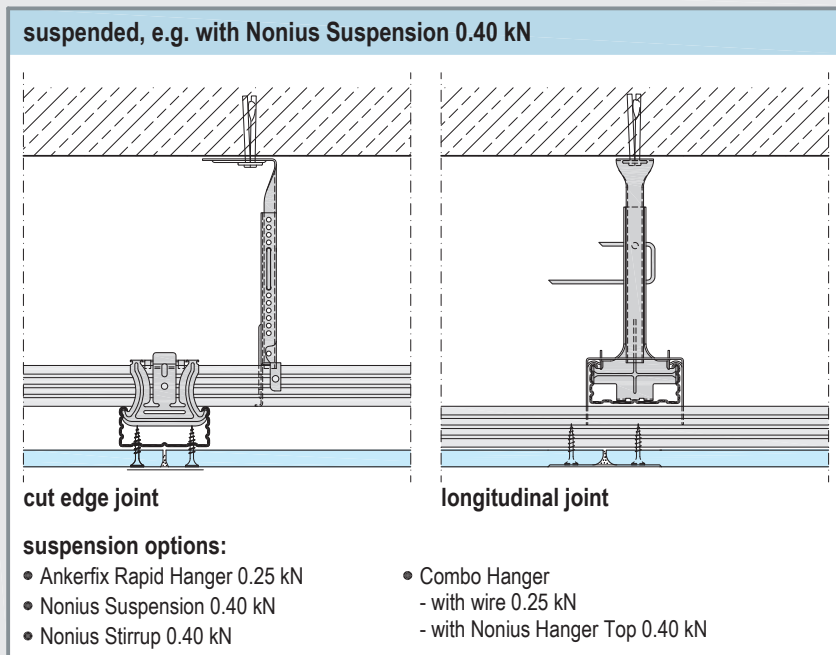 suspended, e.g. with Nonius Suspension 0.40 kN
cut edge joint
longitudinal joint
suspension options:
• Ankerfix Rapid Hanger 0.25 kN
• Nonius Suspension 0.40 kN
• Nonius Stirrup 0.40 kN
• Combo Hanger
- with wire 0.25 kN
- with Nonius Hanger Top 0.40 kN